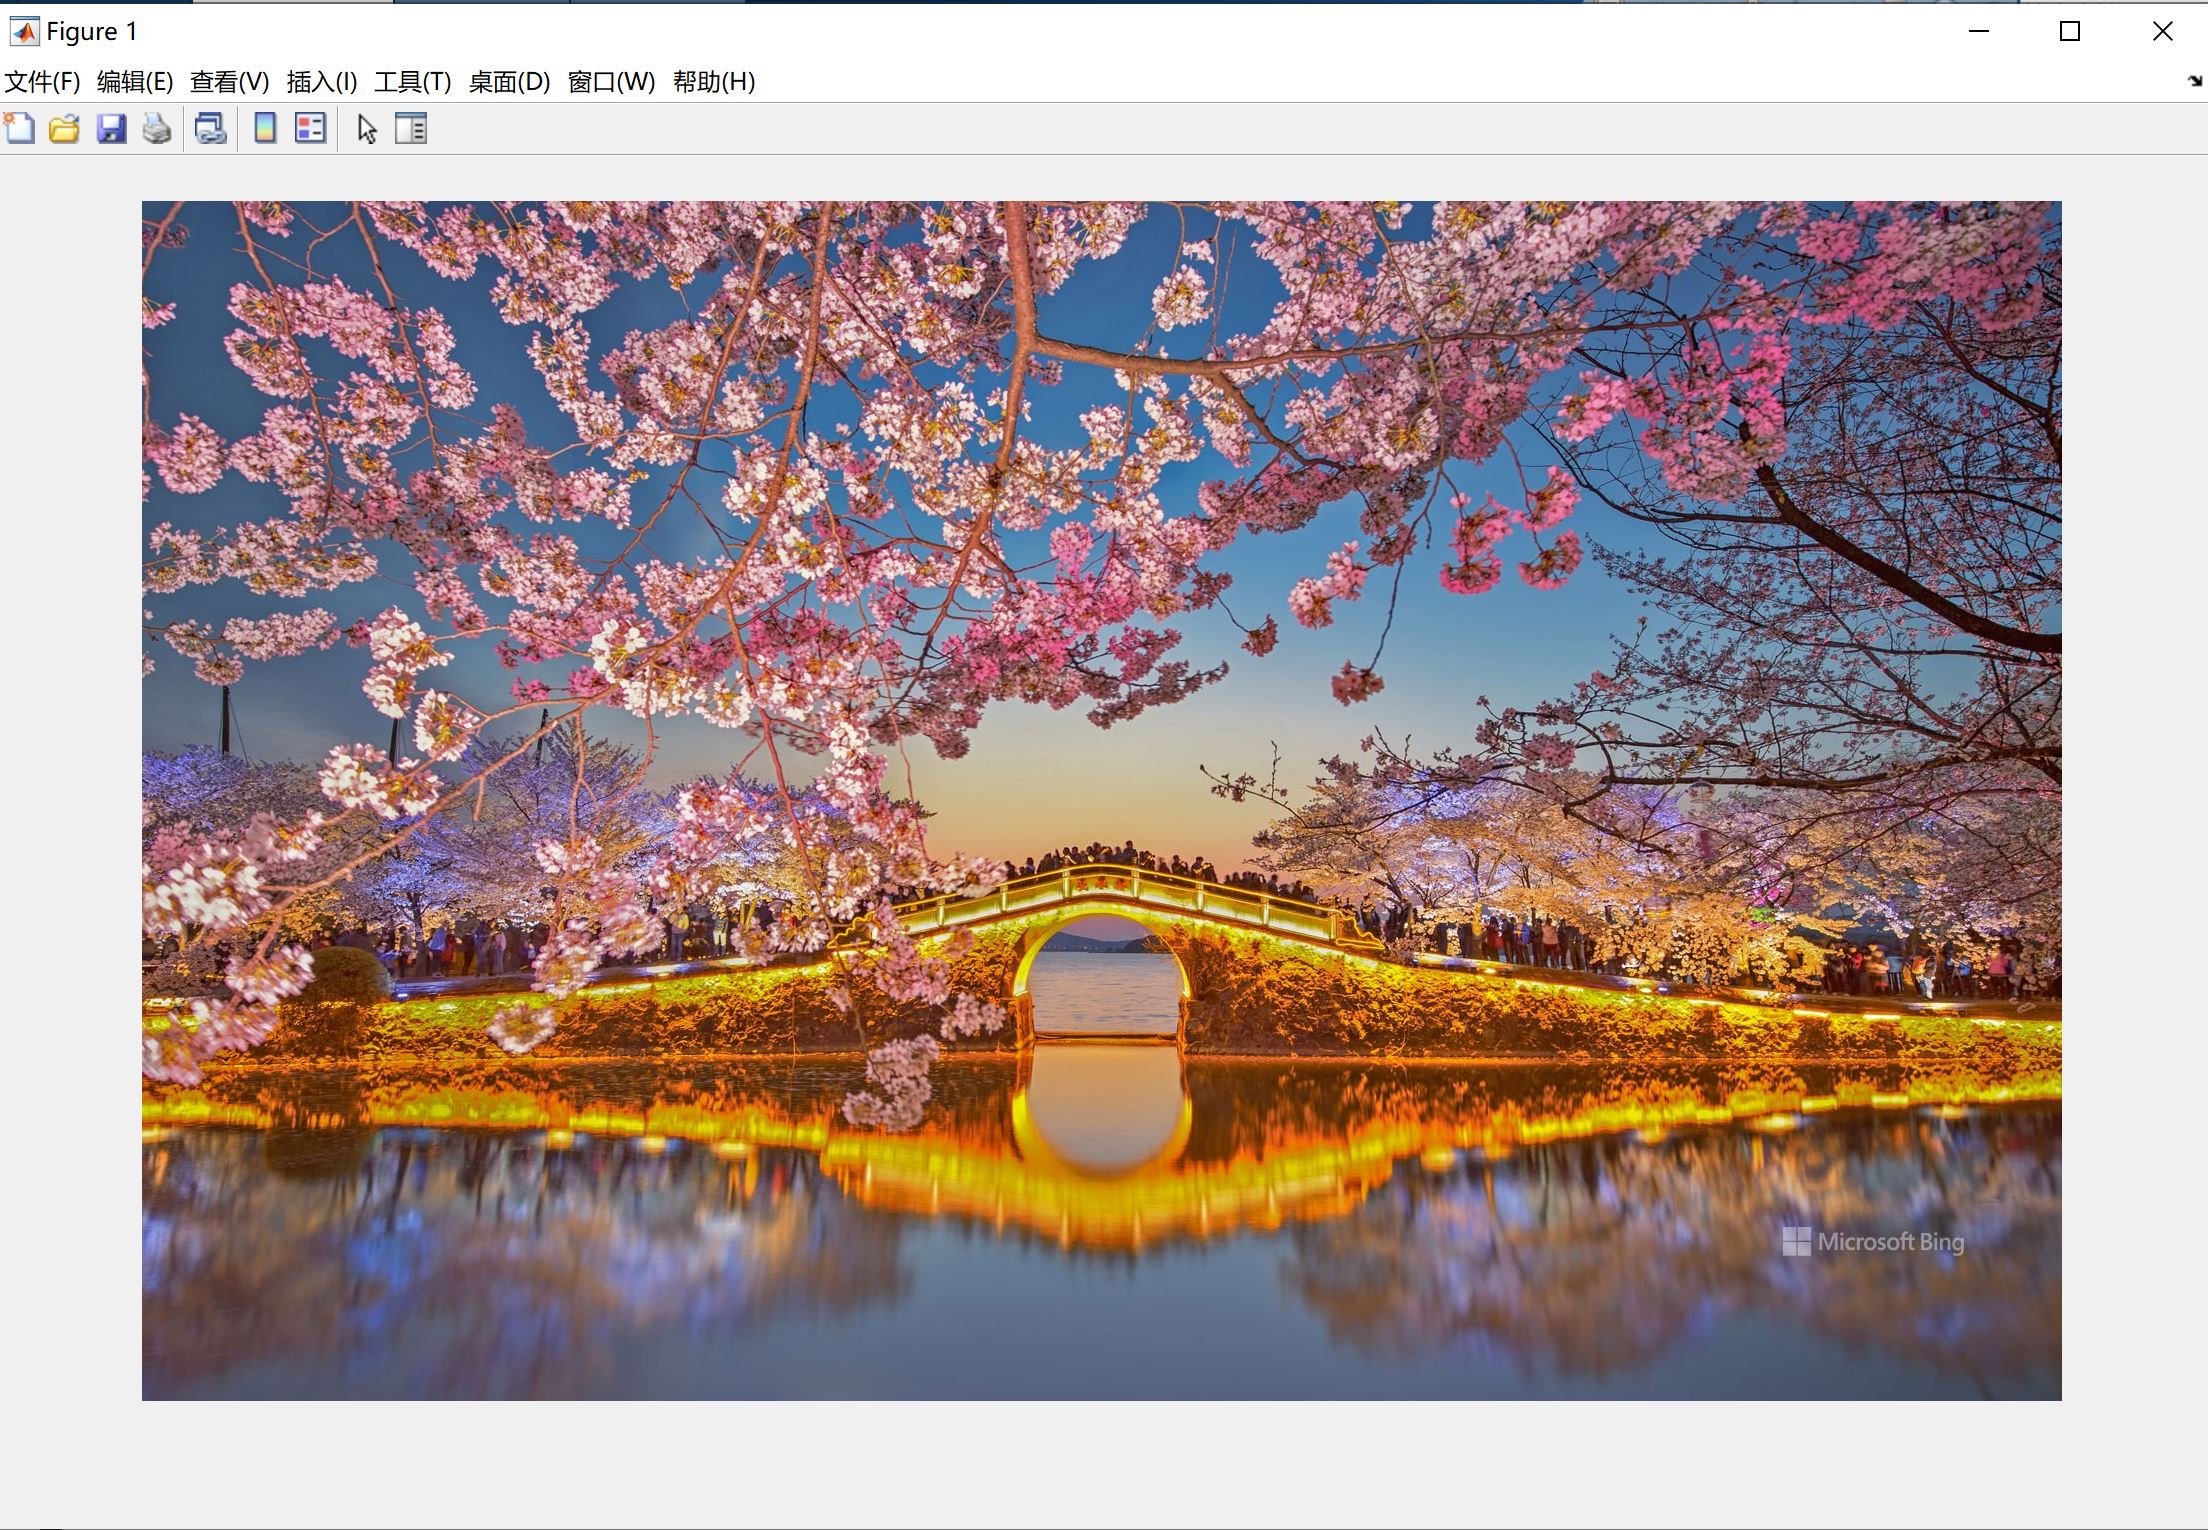 Figure 1
文件(F) 编辑(E) 查看(V) 插入(I) 工具(T) 桌面(D) 窗口(W) 帮助(H)
Microsoft Bing